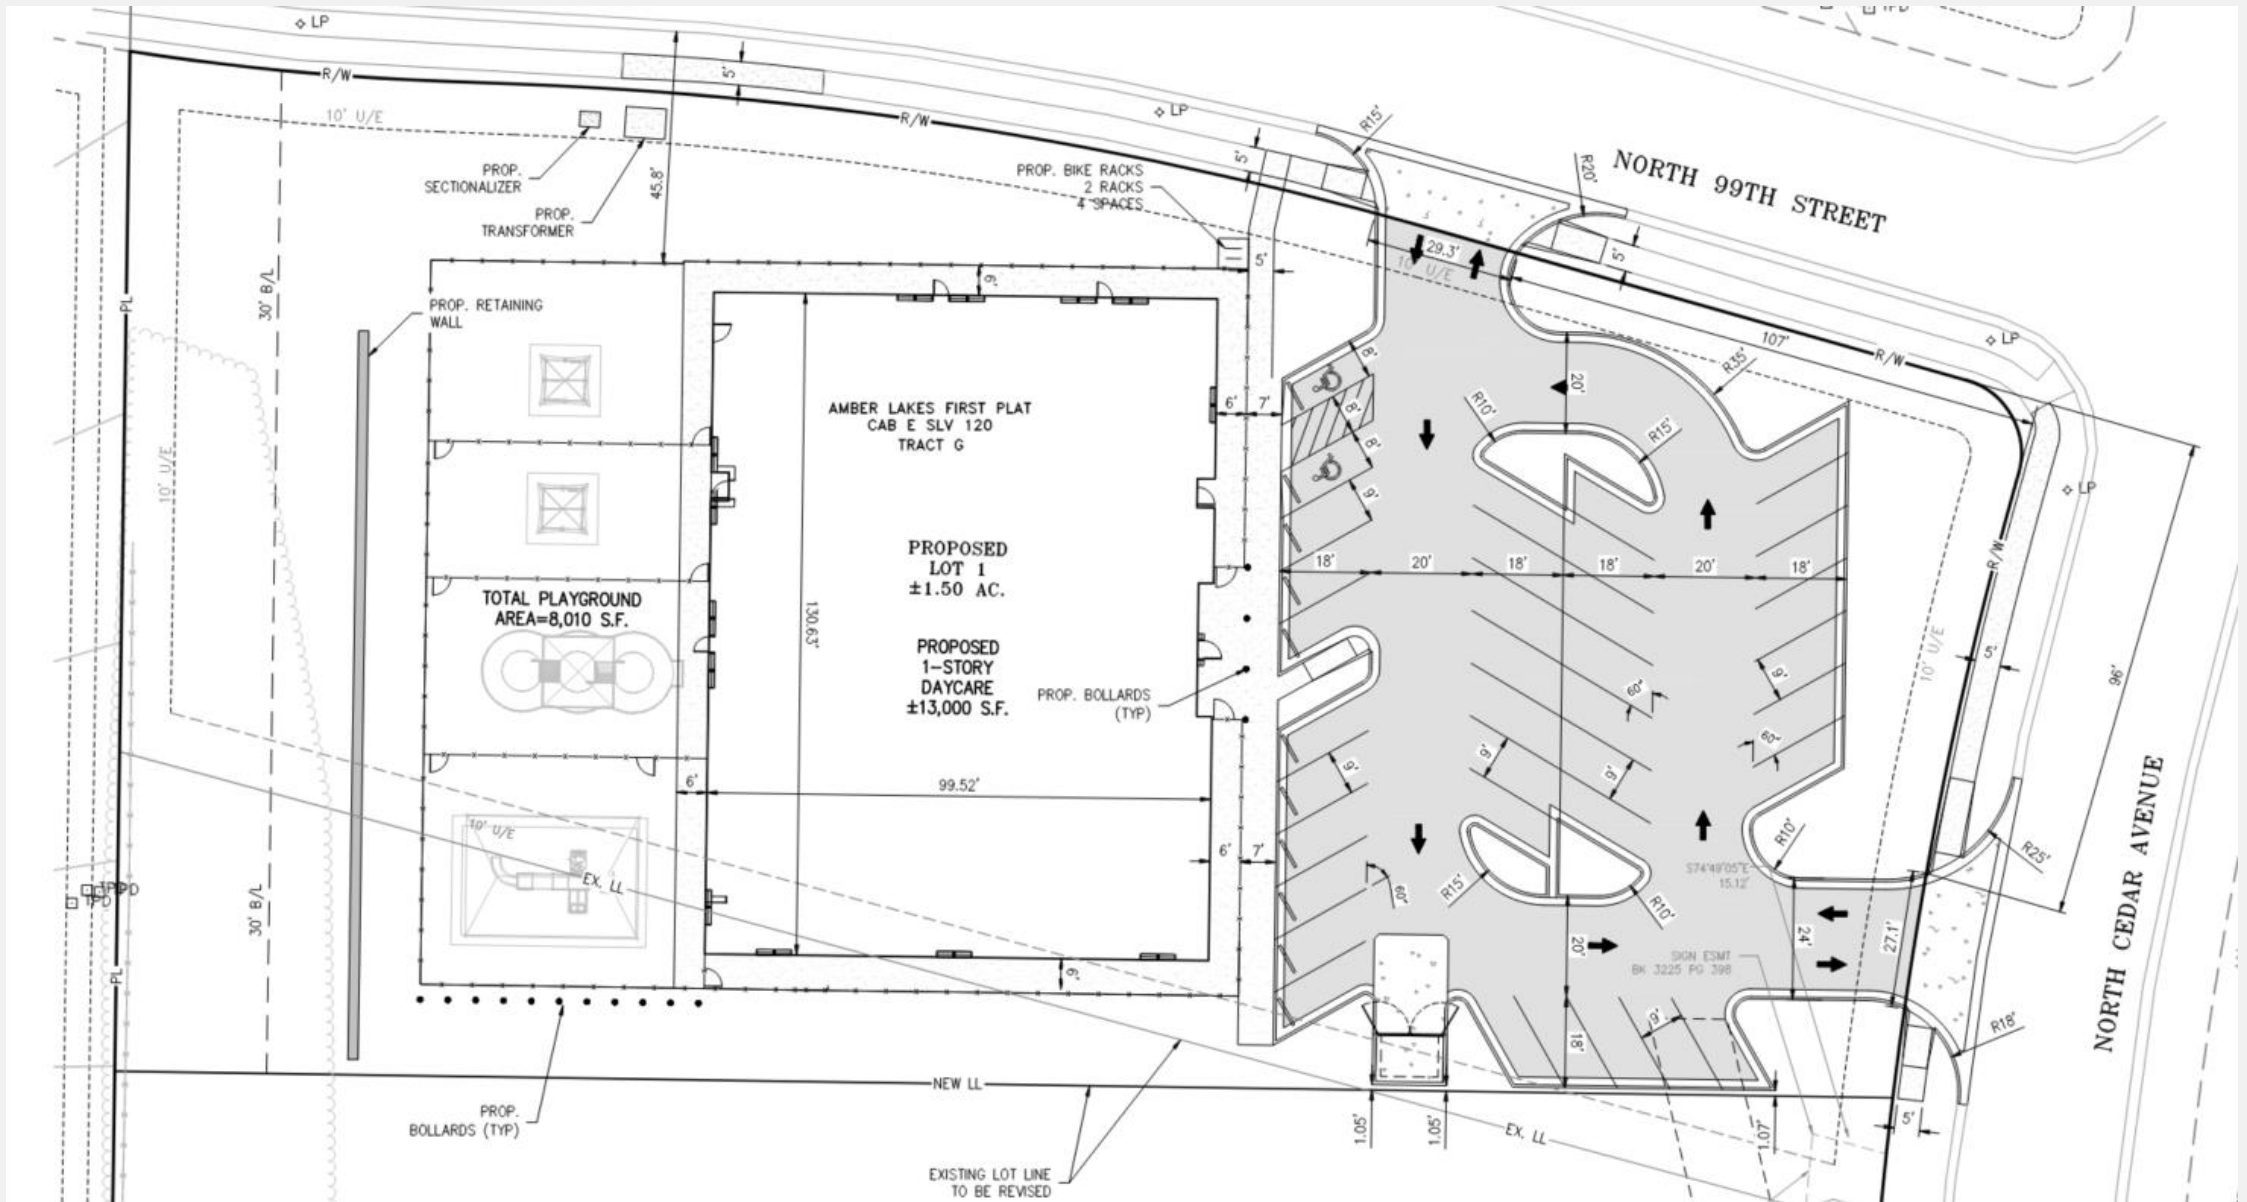 LP
TPD
R/W
5'
10' U/E
R/W
LP
R15'
NORTH 99TH STREET
R20'
PROP.
SECTIONALIZER
PROP.
TRANSFORMER
45.8'
PROP. BIKE RACKS
2 RACKS
4 SPACES
5'
5'
29.3'
10' U/E
5'
107'
R/W
LP
PL
30' B/L
PROP. RETAINING
WALL
6'
8'
8'
8'
9'
20'
R35'
R10'
R15'
6'
7'
AMBER LAKES FIRST PLAT
CAB E SLV 120
TRACT G
10' U/E
LP
PROPOSED
LOT 1
±1.50 AC.
18'
20'
18'
18'
20'
18'
R/W
TOTAL PLAYGROUND
AREA=8,010 S.F.
130.63'
PROPOSED
1-STORY
DAYCARE
±13,000 S.F.
PROP. BOLLARDS
(TYP)
60°
9'
10' U/E
5'
96'
9'
9'
9'
60°
6'
99.52'
10' U/E
EX. LL
6'
7'
60°
R15'
R10'
R10'
S74°49'05"E
15.12'
R25'
NORTH CEDAR AVENUE
TPD
TPD
30' B/L
PL
6'
20'
24'
27.1'
SIGN ESMT
BK 3225 PG 398
9'
18'
R18'
NEW LL
PROP.
BOLLARDS (TYP)
1.05'
1.05'
EX. LL
1.07'
5'
EXISTING LOT LINE
TO BE REVISED